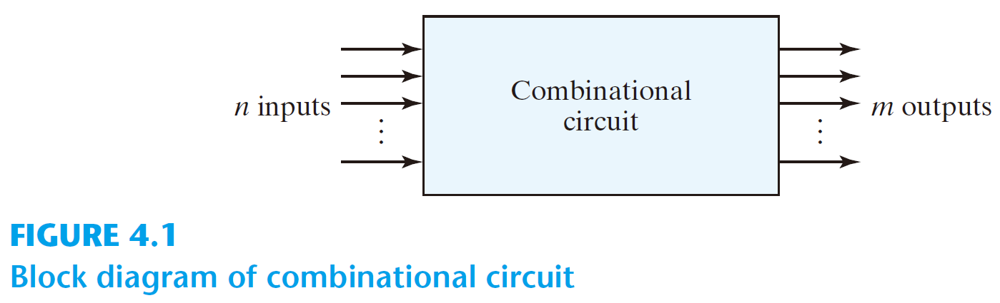 Combinational
circuit
n inputs
m outputs
FIGURE 4.1
Block diagram of combinational circuit